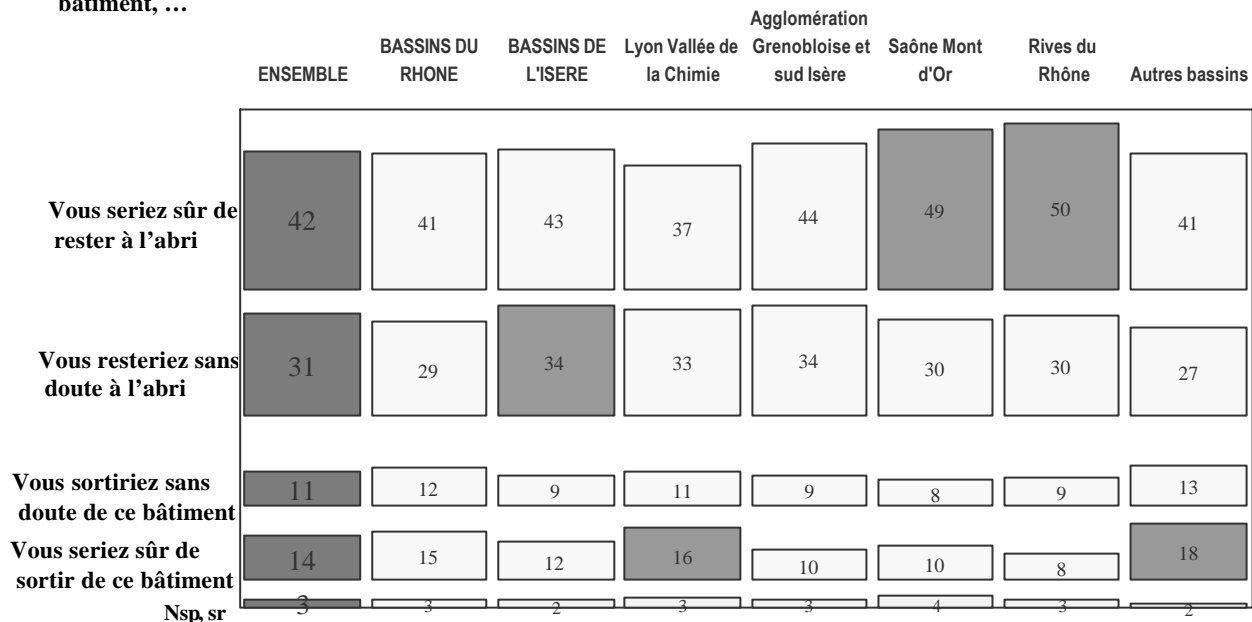 bâtiment, …
ENSEMBLE
BASSINS DU
RHONE
BASSINS DE
L'ISERE
Lyon Vallée de
la Chimie
Agglomération
Grenobloise et
sud Isère
Saône Mont
d'Or
Rives du
Rhône
Autres bassins
Vous seriez sûr de
rester à l’abri
42 41 43 37 44 49 50 41
Vous resteriez sans
doute à l’abri
31 29 34 33 34 30 30 27
Vous sortiriez sans
doute de ce bâtiment
11 12 9 11 9 8 9 13
Vous seriez sûr de
sortir de ce bâtiment
14 15 12 16 10 10 8 18
Nsp, sr
3 3 2 3 3 4 3 2